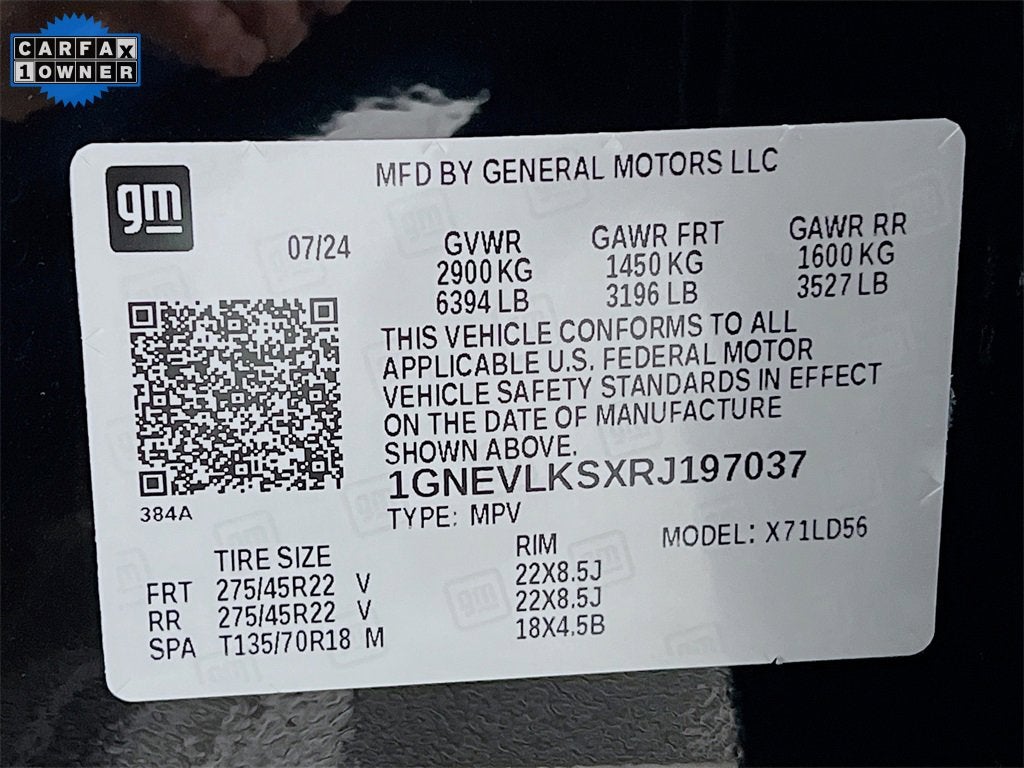 CARFAX
1OWNER
gm
MFD BY GENERAL MOTORS LLC
07/24
GVWR
2900 KG
6394 LB
GAWR FRT
1450 KG
3196 LB
GAWR RR
1600 KG
3527 LB
THIS VEHICLE CONFORMS TO ALL
APPLICABLE U.S. FEDERAL MOTOR
VEHICLE SAFETY STANDARDS IN EFFECT
ON THE DATE OF MANUFACTURE
SHOWN ABOVE.
1GNEVLKSXRJ197037
384A
TYPE: MPV
MODEL: X71LD56
TIRE SIZE RIM
FRT 275/45R22 V 22X8.5J
RR 275/45R22 V 22X8.5J
SPA T135/70R18 M 18X4.5B